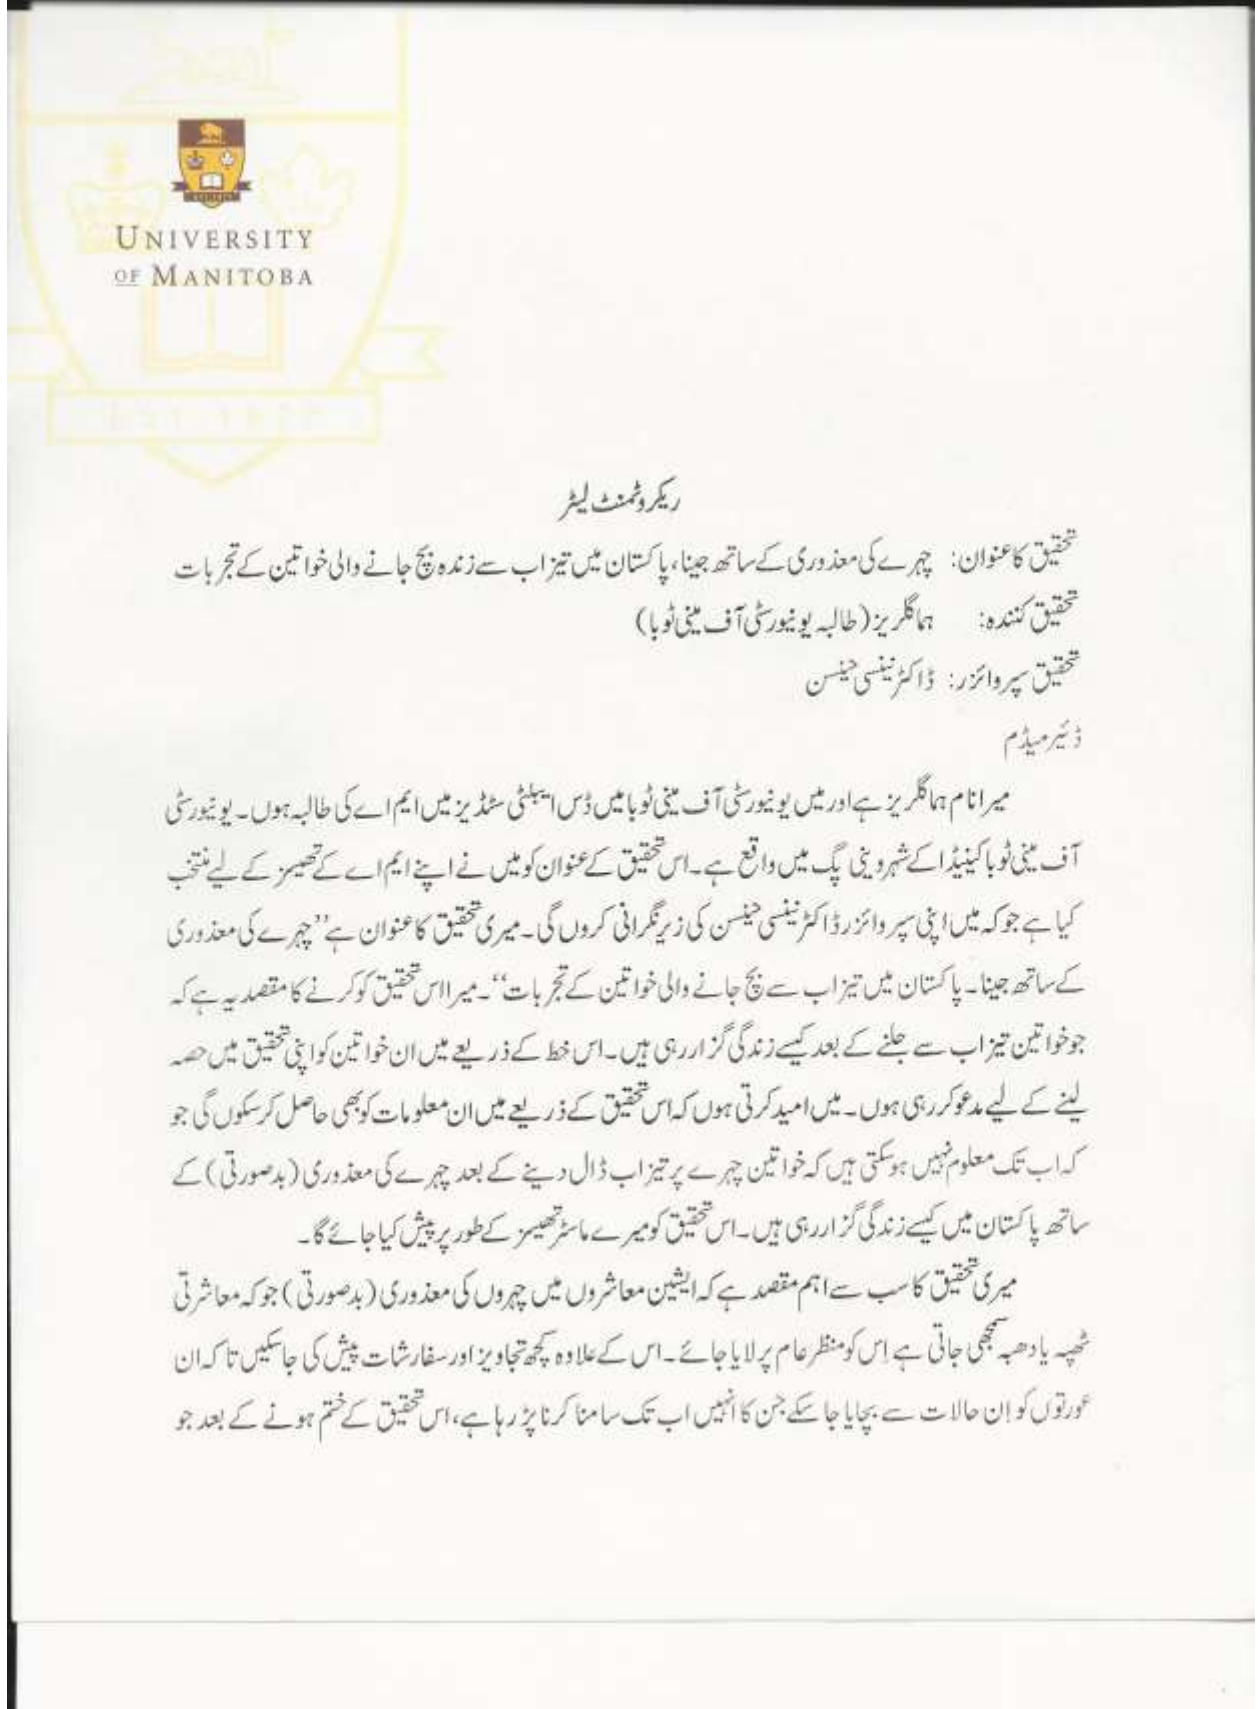 UNIVERSITY
OF MANITOBA
ریکروٹمنٹ لیٹر
تحقیق کا عنوان: چہرے کی معذوری کے ساتھ جینا، پاکستان میں تیزاب سے زندہ بچ جانے والی خواتین کے تجربات
تحقیق کنندہ: ہما گلریز (طالبہ یونیورسٹی آف مینی ٹوبا)
تحقیق سپروائزر: ڈاکٹر نینسی ہینسن
ڈئیر میڈم
میرا نام ہما گلریز ہے اور میں یونیورسٹی آف مینی ٹوبا میں ڈس ایبلٹی سٹڈیز میں ایم اے کی طالبہ ہوں۔ یونیورسٹی
آف مینی ٹوبا کینیڈا کے شہر وینی پگ میں واقع ہے۔ اس تحقیق کے عنوان کو میں نے اپنے ایم اے کے تھیسز کے لیے منتخب
کیا ہے جو کہ میں اپنی سپروائزر ڈاکٹر نینسی ہینسن کی زیر نگرانی کروں گی۔ میری تحقیق کا عنوان ہے ”چہرے کی معذوری
کے ساتھ جینا۔ پاکستان میں تیزاب سے بچ جانے والی خواتین کے تجربات“۔ میرا اس تحقیق کو کرنے کا مقصد یہ ہے کہ
جو خواتین تیزاب سے جلنے کے بعد کیسے زندگی گزار رہی ہیں۔ اس خط کے ذریعے میں ان خواتین کو اپنی تحقیق میں حصہ
لینے کے لیے مدعو کر رہی ہوں۔ میں امید کرتی ہوں کہ اس تحقیق کے ذریعے میں ان معلومات کو بھی حاصل کر سکوں گی جو
کہ اب تک معلوم نہیں ہو سکتی ہیں کہ خواتین چہرے پر تیزاب ڈال دینے کے بعد چہرے کی معذوری (بدصورتی) کے
ساتھ پاکستان میں کیسے زندگی گزار رہی ہیں۔ اس تحقیق کو میرے ماسٹر تھیسز کے طور پر پیش کیا جائے گا۔
میری تحقیق کا سب سے اہم مقصد ہے کہ ایشین معاشروں میں چہروں کی معذوری (بدصورتی) جو کہ معاشرتی
ٹھپہ یا دھبہ سمجھی جاتی ہے اِس کو منظر عام پر لایا جائے۔ اس کے علاوہ کچھ تجاویز اور سفارشات پیش کی جا سکیں تا کہ ان
عورتوں کو اِن حالات سے بچایا جا سکے جن کا انہیں اب تک سامنا کرنا پڑ رہا ہے، اس تحقیق کے ختم ہونے کے بعد جو